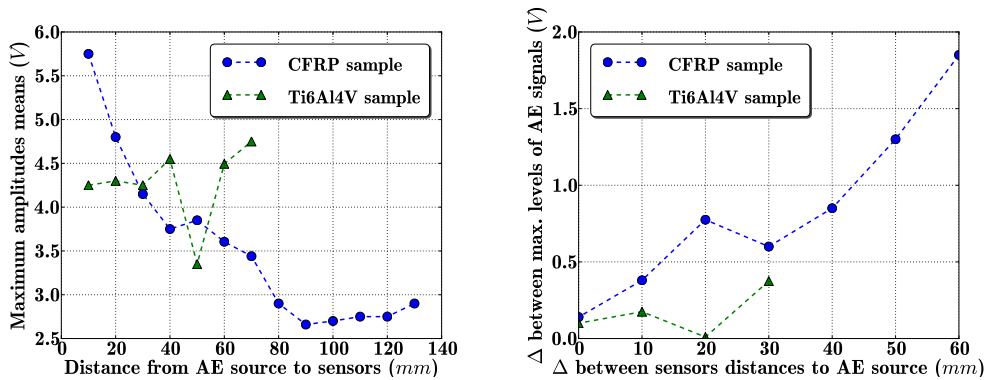 Maximum amplitudes means (V)
6.0
5.5
5.0
4.5
4.0
3.5
3.0
2.5
CFRP sample
Ti6Al4V sample
0 20 40 60 80 100 120 140
Distance from AE source to sensors (mm)
Δ between max. levels of AE signals (V)
2.0
1.5
1.0
0.5
0.0
CFRP sample
Ti6Al4V sample
0 10 20 30 40 50 60
Δ between sensors distances to AE source (mm)